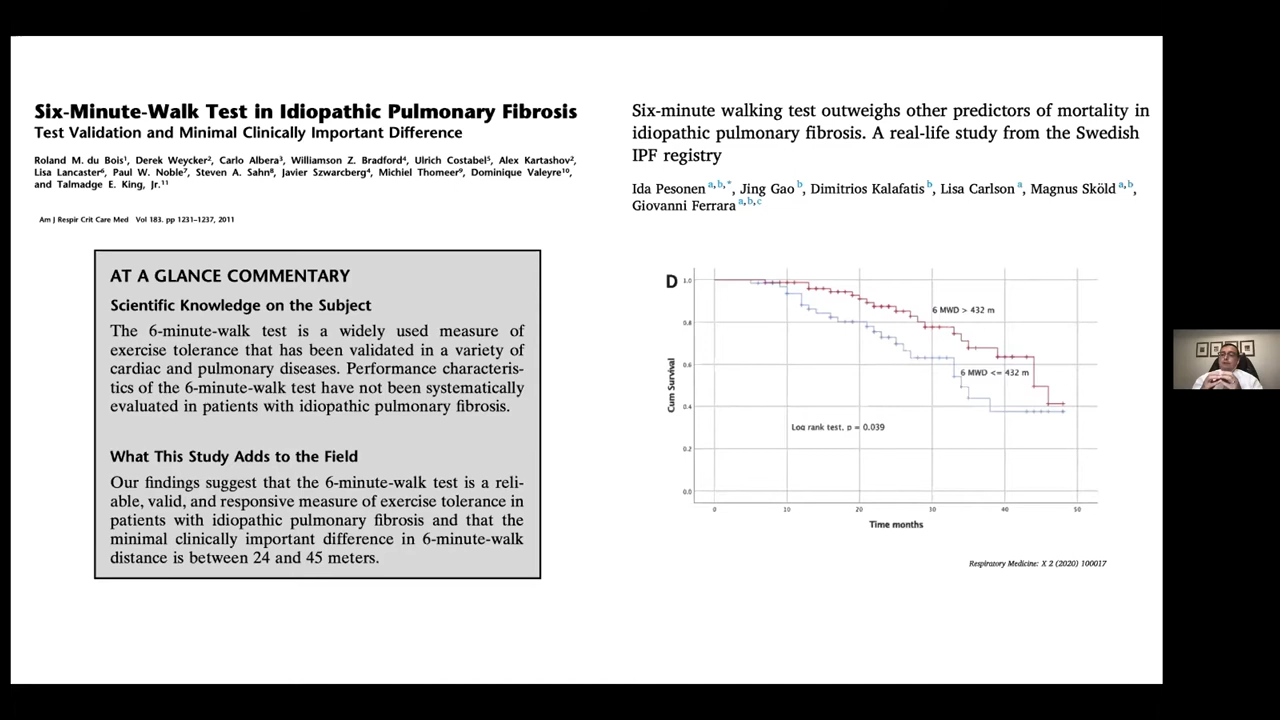 Six-Minute-Walk Test in Idiopathic Pulmonary Fibrosis
Test Validation and Minimal Clinically Important Difference
Roland M. du Bois¹, Derek Weycker², Carlo Albera³, Williamson Z. Bradford⁴, Ulrich Costabel⁵, Alex Kartashov²,
Lisa Lancaster⁶, Paul W. Noble⁷, Steven A. Sahn⁸, Javier Szwarcberg⁴, Michiel Thomeer⁹, Dominique Valeyre¹⁰,
and Talmadge E. King, Jr.¹¹
Am J Respir Crit Care Med Vol 183. pp 1231–1237, 2011
AT A GLANCE COMMENTARY
Scientific Knowledge on the Subject
The 6-minute-walk test is a widely used measure of
exercise tolerance that has been validated in a variety of
cardiac and pulmonary diseases. Performance characteris-
tics of the 6-minute-walk test have not been systematically
evaluated in patients with idiopathic pulmonary fibrosis.
What This Study Adds to the Field
Our findings suggest that the 6-minute-walk test is a reli-
able, valid, and responsive measure of exercise tolerance in
patients with idiopathic pulmonary fibrosis and that the
minimal clinically important difference in 6-minute-walk
distance is between 24 and 45 meters.
Six-minute walking test outweighs other predictors of mortality in
idiopathic pulmonary fibrosis. A real-life study from the Swedish
IPF registry
Ida Pesonen a,b,*, Jing Gao b, Dimitrios Kalafatis b, Lisa Carlson a, Magnus Sköld a,b,
Giovanni Ferrara a,b,c
D
1.0
0.8
0.6
0.4
0.2
0.0
Cum Survival
6 MWD > 432 m
6 MWD <= 432 m
Log rank test, p = 0.039
0 10 20 30 40 50
Time months
Respiratory Medicine: X 2 (2020) 100017